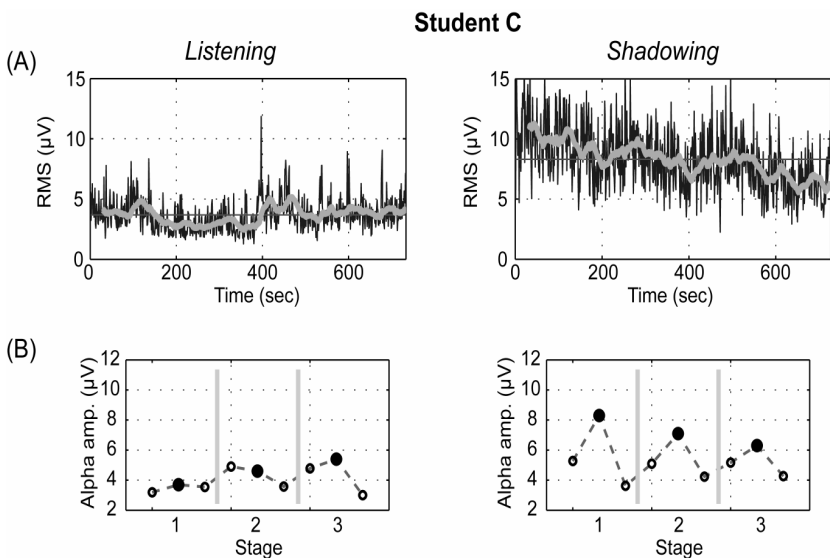 Student C
Listening
Shadowing
(A)
RMS (µV)
15
10
5
0
0
200
400
600
Time (sec)
RMS (µV)
15
10
5
0
0
200
400
600
Time (sec)
(B)
Alpha amp. (µV)
12
10
8
6
4
2
1
2
3
Stage
Alpha amp. (µV)
12
10
8
6
4
2
1
2
3
Stage